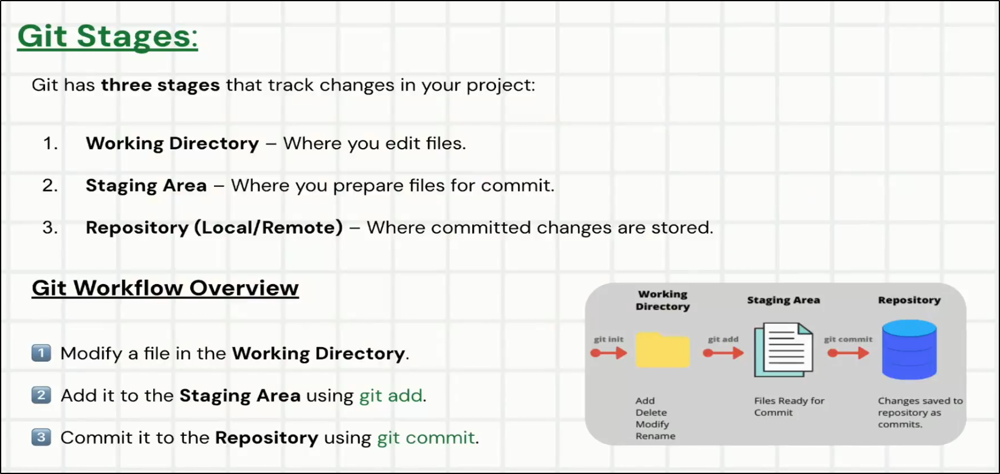 Git Stages:
Git has three stages that track changes in your project:
1. Working Directory – Where you edit files.
2. Staging Area – Where you prepare files for commit.
3. Repository (Local/Remote) – Where committed changes are stored.
Git Workflow Overview
1 Modify a file in the Working Directory.
2 Add it to the Staging Area using git add.
3 Commit it to the Repository using git commit.
Working
Directory
Staging Area
Repository
git init
git add
git commit
Add
Delete
Modify
Rename
Files Ready for
Commit
Changes saved to
repository as
commits.